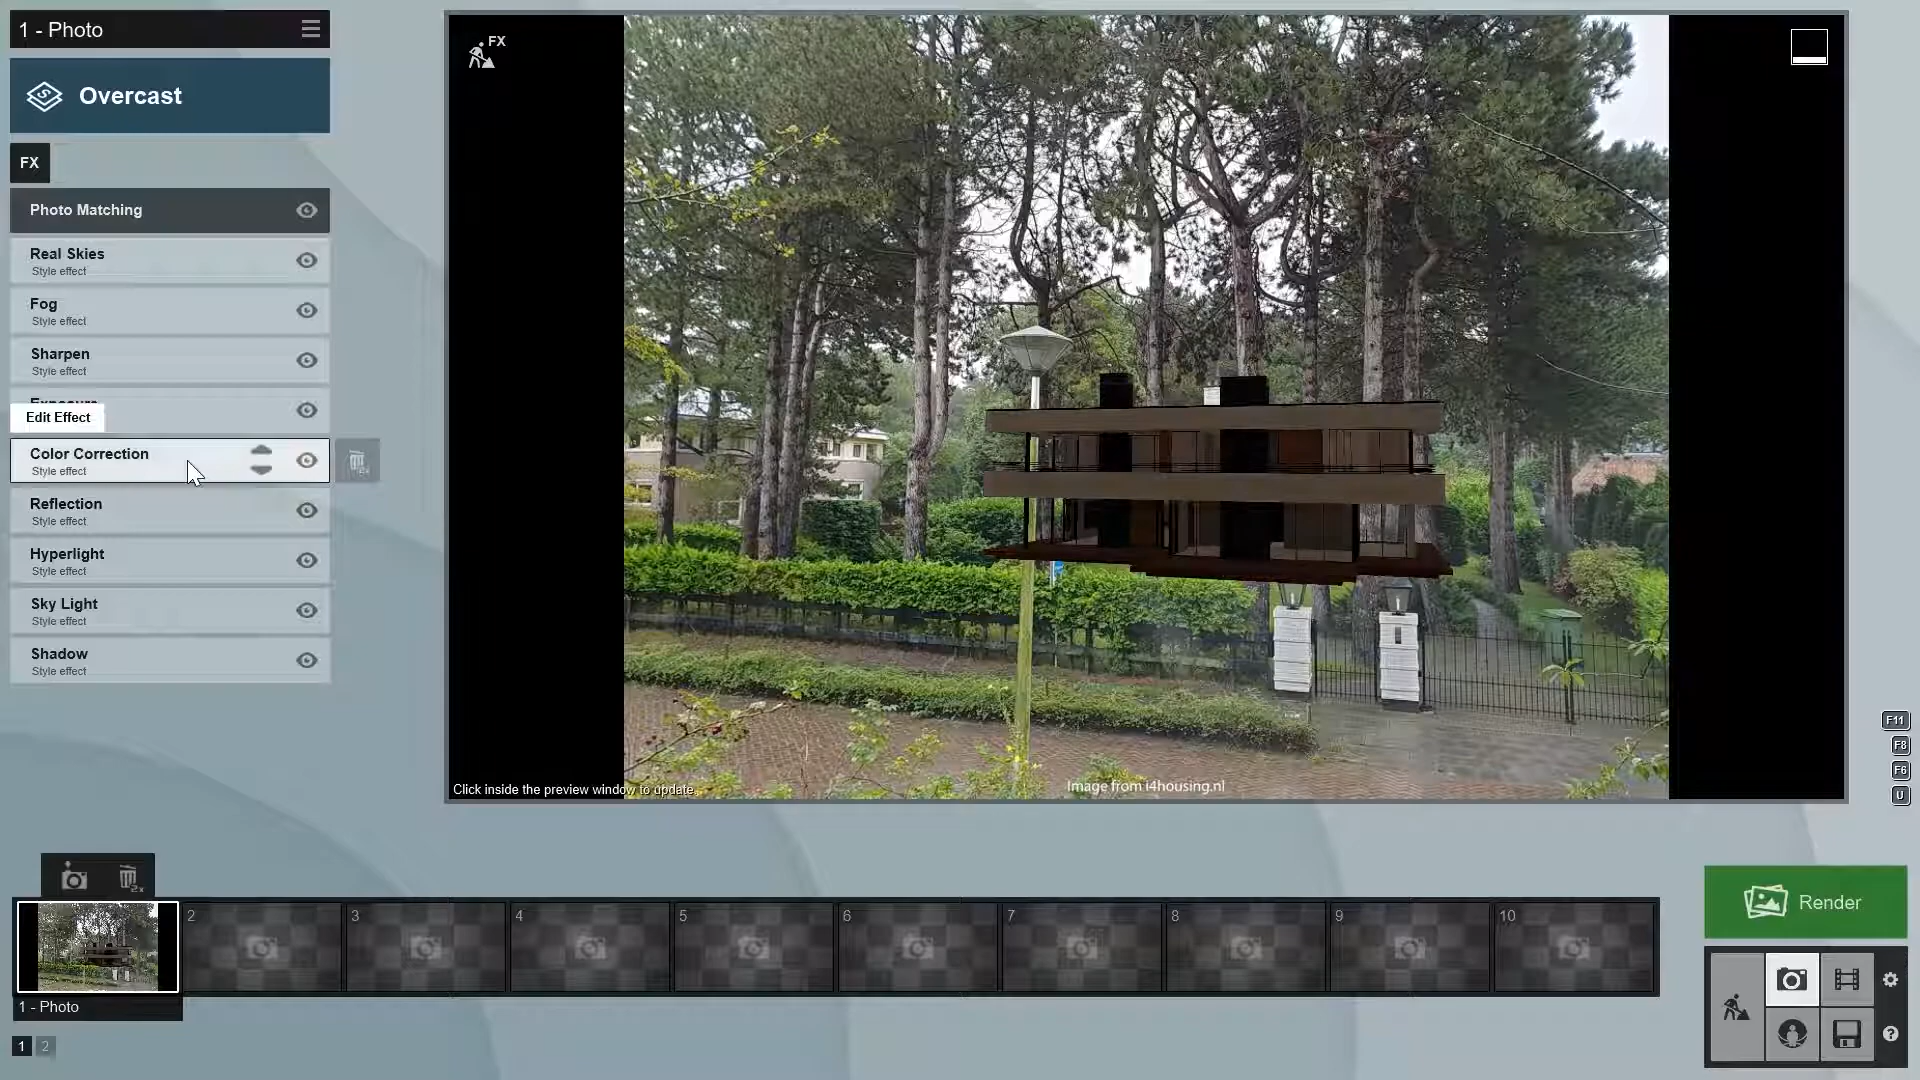 1 - Photo
Overcast
FX
Photo Matching
Real Skies
Style effect
Fog
Style effect
Sharpen
Style effect
Exposure
Edit Effect
Color Correction
Style effect
Reflection
Style effect
Hyperlight
Style effect
Sky Light
Style effect
Shadow
Style effect
FX
Click inside the preview window to update.
Image from i4housing.nl
F11
F8
F6
U
2x
2
3
4
5
6
7
8
9
10
1 - Photo
1 2
Render
?